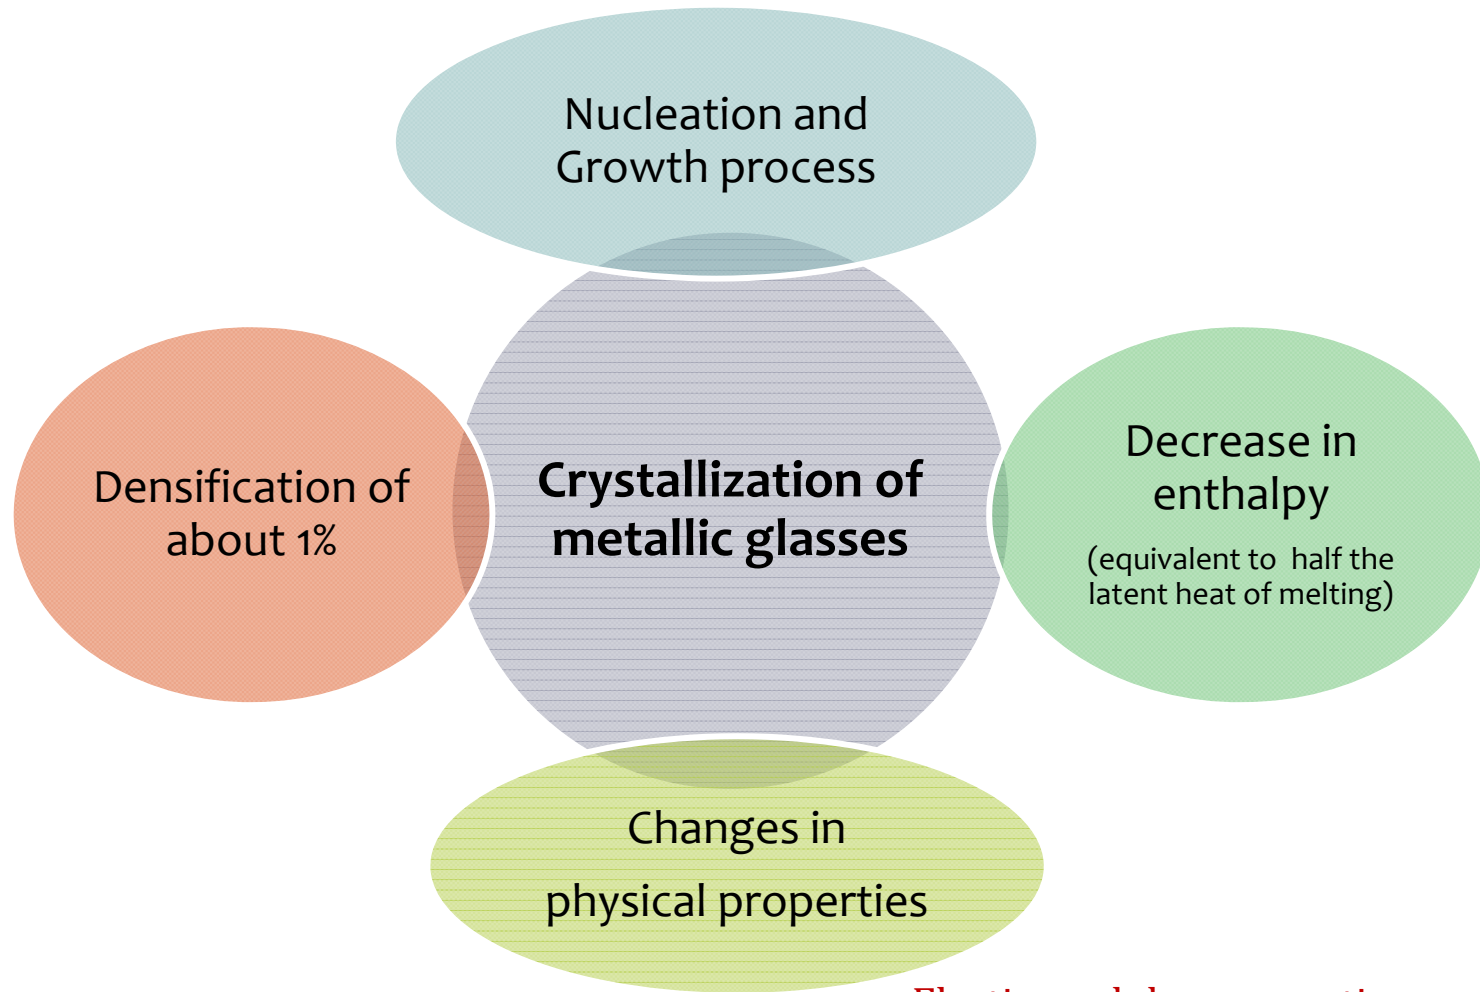 Nucleation and
Growth process
Densification of
about 1%
Crystallization of
metallic glasses
Decrease in
enthalpy
(equivalent to half the
latent heat of melting)
Changes in
physical properties